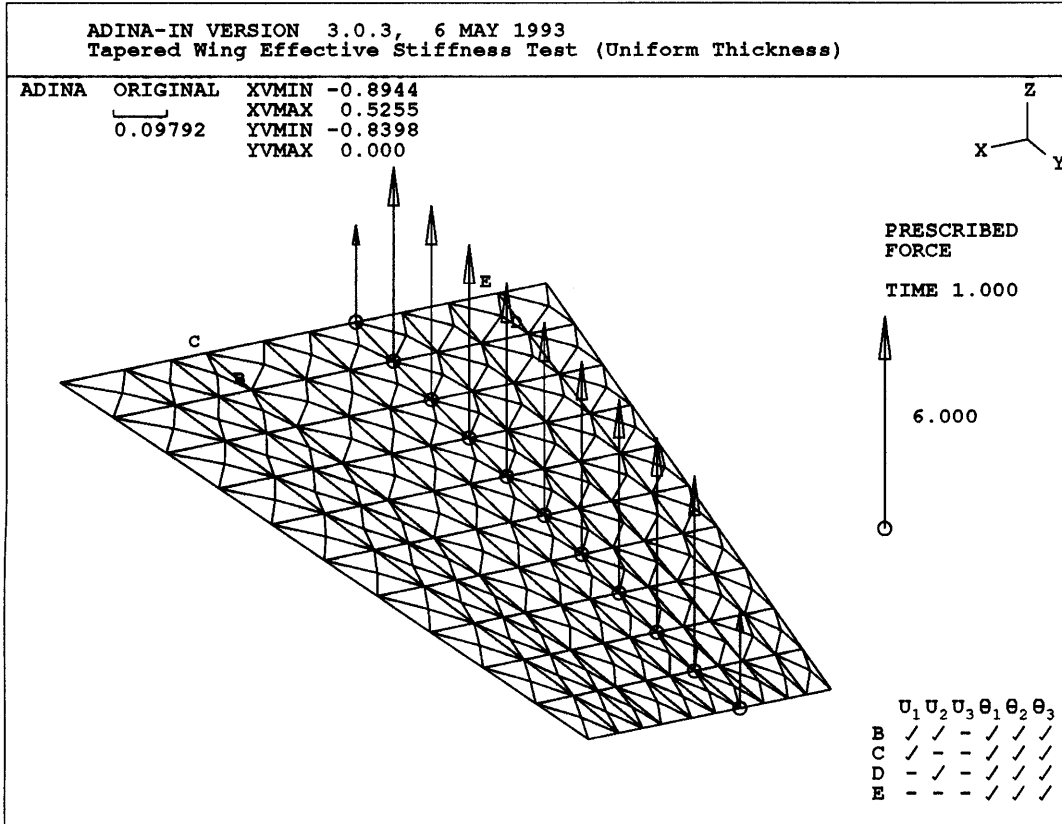 ADINA-IN VERSION 3.0.3, 6 MAY 1993
Tapered Wing Effective Stiffness Test (Uniform Thickness)
ADINA ORIGINAL XVMIN -0.8944
XVMAX 0.5255
0.09792 YVMIN -0.8398
YVMAX 0.000
Z
X
Y
PRESCRIBED
FORCE
TIME 1.000
6.000
E
D
C
B
U₁ U₂ U₃ θ₁ θ₂ θ₃
B ✓ ✓ - ✓ ✓ ✓
C ✓ - - ✓ ✓ ✓
D - ✓ - ✓ ✓ ✓
E - - - ✓ ✓ ✓